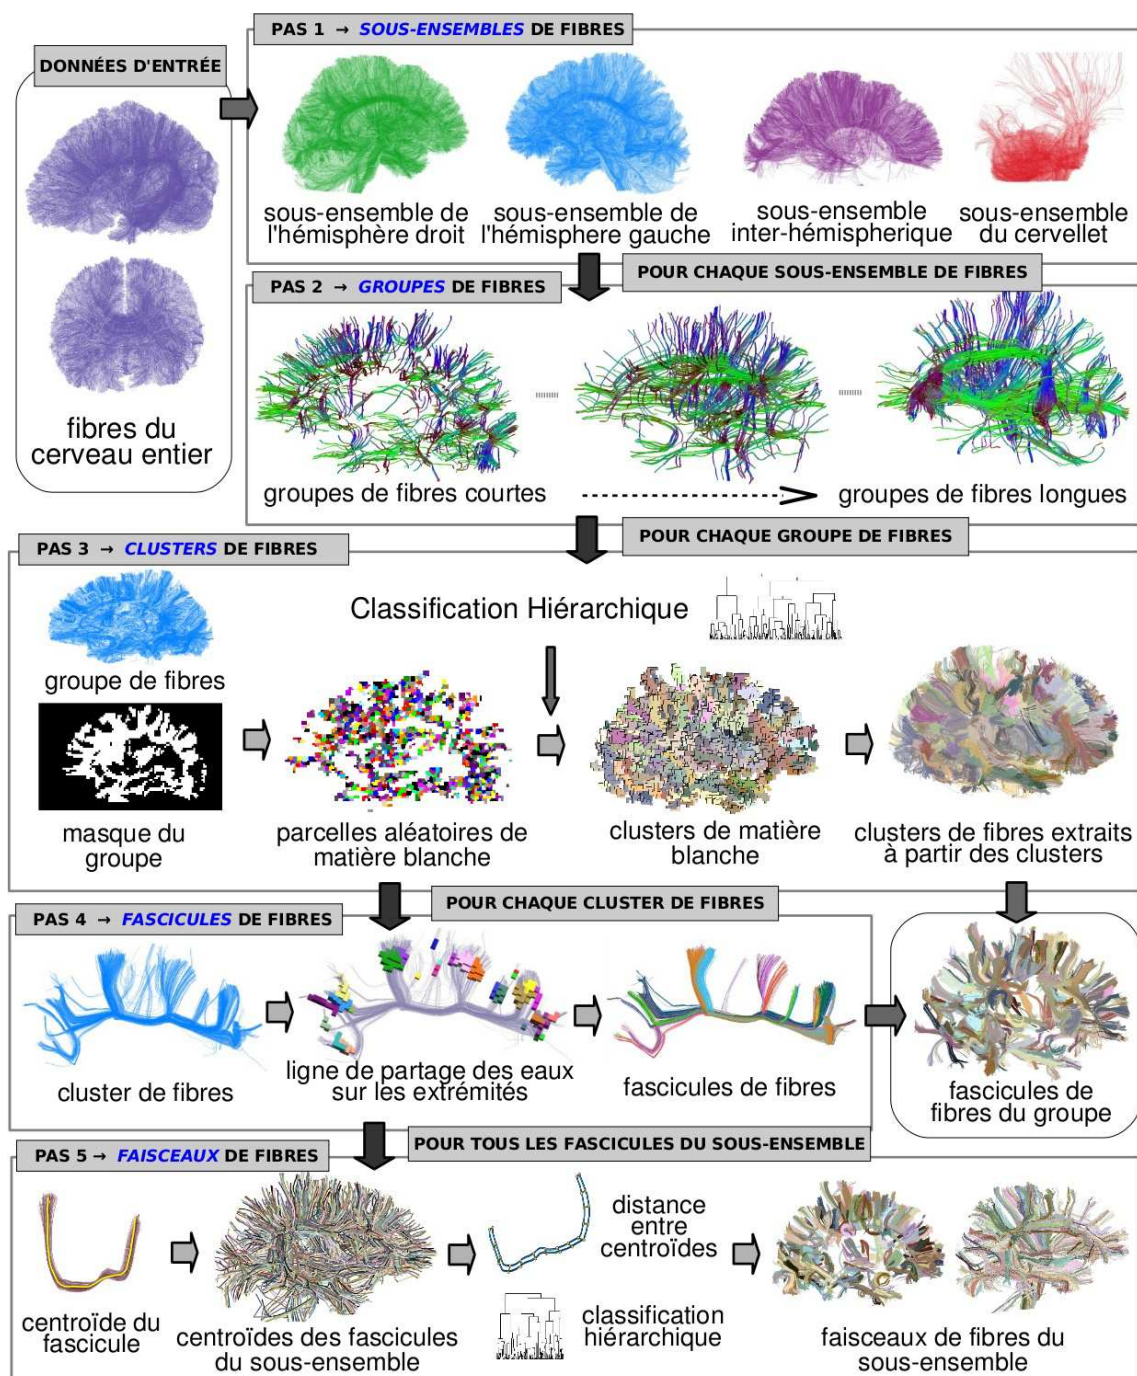 DONNÉES D'ENTRÉE
fibres du
cerveau entier
PAS 1 → SOUS-ENSEMBLES DE FIBRES
sous-ensemble de
l'hémisphère droit
sous-ensemble de
l'hémisphere gauche
sous-ensemble
inter-hémispherique
sous-ensemble
du cervellet
POUR CHAQUE SOUS-ENSEMBLE DE FIBRES
PAS 2 → GROUPES DE FIBRES
groupes de fibres courtes
groupes de fibres longues
POUR CHAQUE GROUPE DE FIBRES
PAS 3 → CLUSTERS DE FIBRES
Classification Hiérarchique
groupe de fibres
masque du
groupe
parcelles aléatoires de
matière blanche
clusters de matière
blanche
clusters de fibres extraits
à partir des clusters
POUR CHAQUE CLUSTER DE FIBRES
PAS 4 → FASCICULES DE FIBRES
cluster de fibres
ligne de partage des eaux
sur les extrémités
fascicules de fibres
fascicules de
fibres du groupe
POUR TOUS LES FASCICULES DU SOUS-ENSEMBLE
PAS 5 → FAISCEAUX DE FIBRES
centroïde du
fascicule
centroïdes des fascicules
du sous-ensemble
distance
entre
centroïdes
classification
hiérarchique
faisceaux de fibres du
sous-ensemble